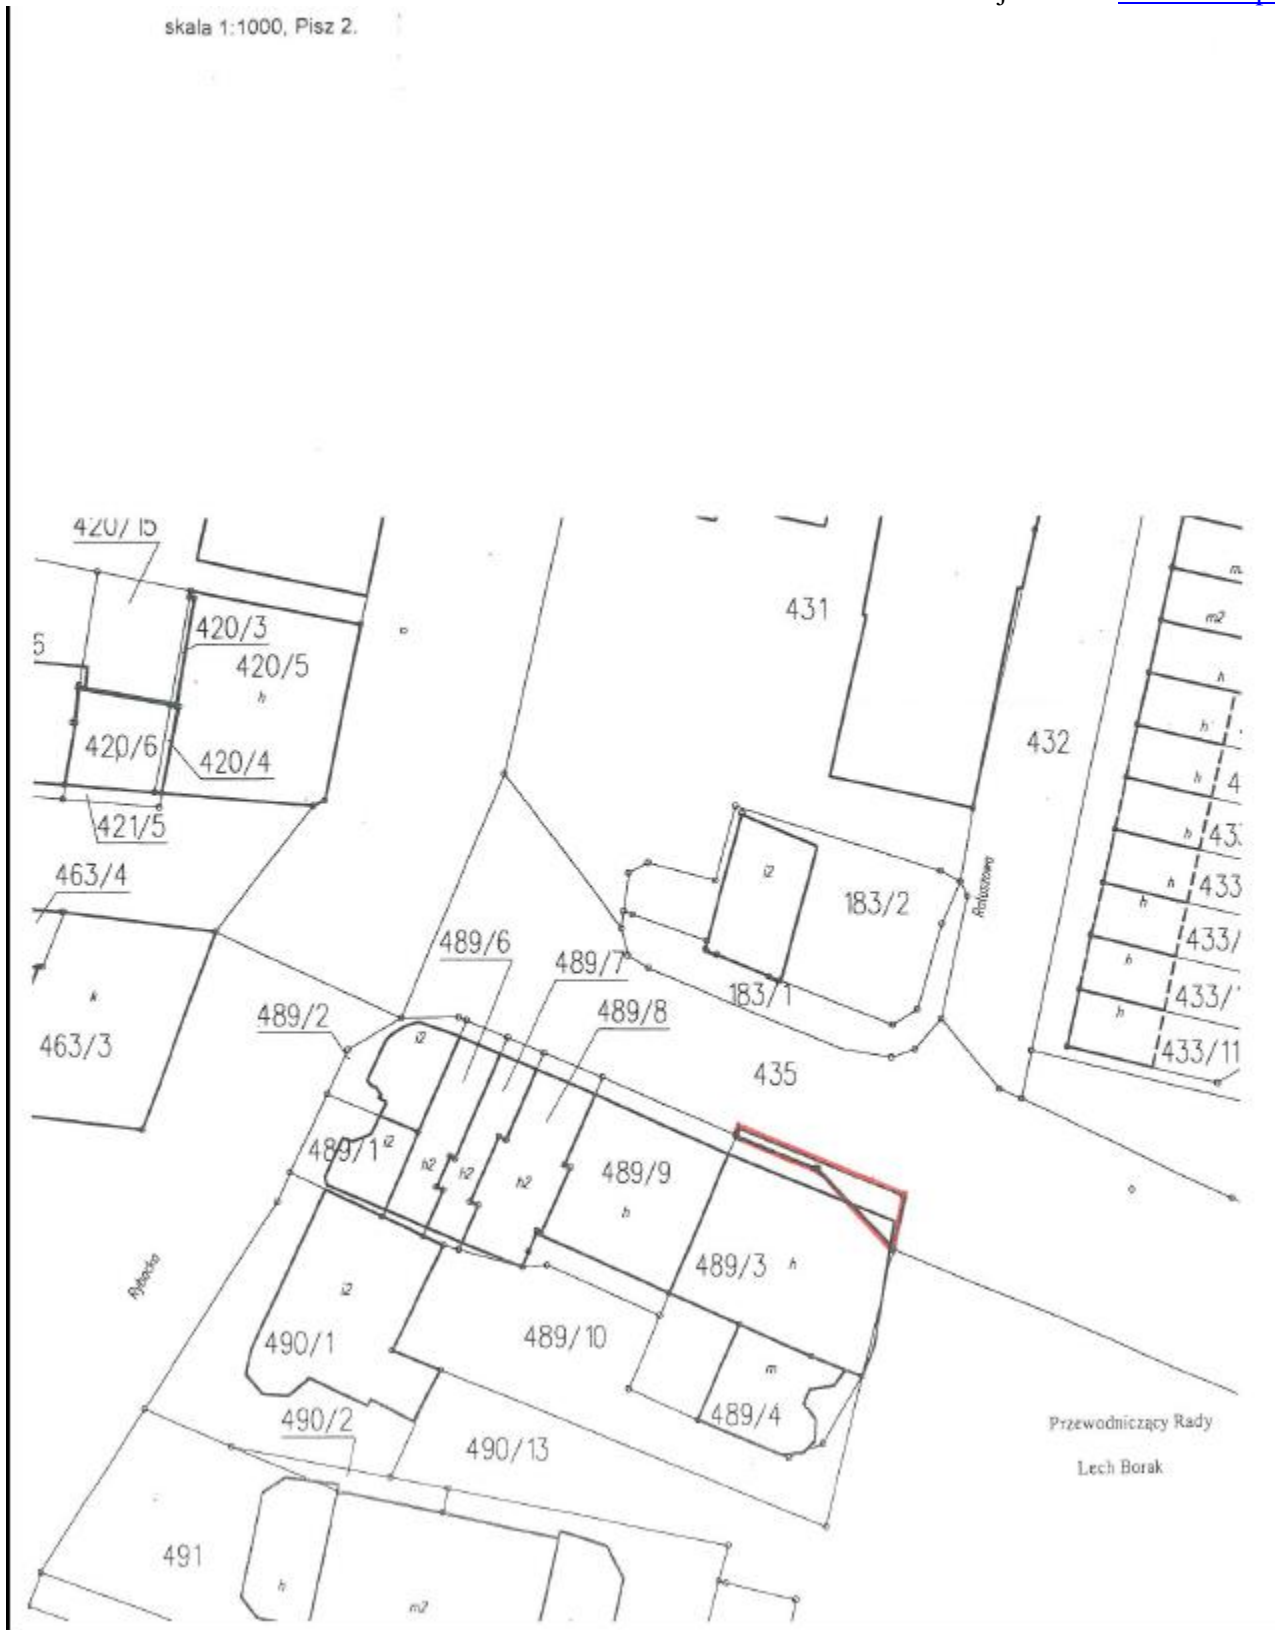 skala 1:1000, Pisz 2.
420/15
420/3
420/5
h
420/6
420/4
421/5
463/4
k
463/3
431
432
m2
h
h
h
h
h
h
h
h
433
433/
433/
433/11
i2
183/2
183/1
Ratuszowa
489/6
489/7
489/8
489/2
i2
435
489/1
i2
h2
h2
h2
489/9
h
489/3
h
Rybacka
i2
490/1
489/10
m
489/4
490/2
490/13
Przewodniczący Rady
Lech Borak
491
h
m2